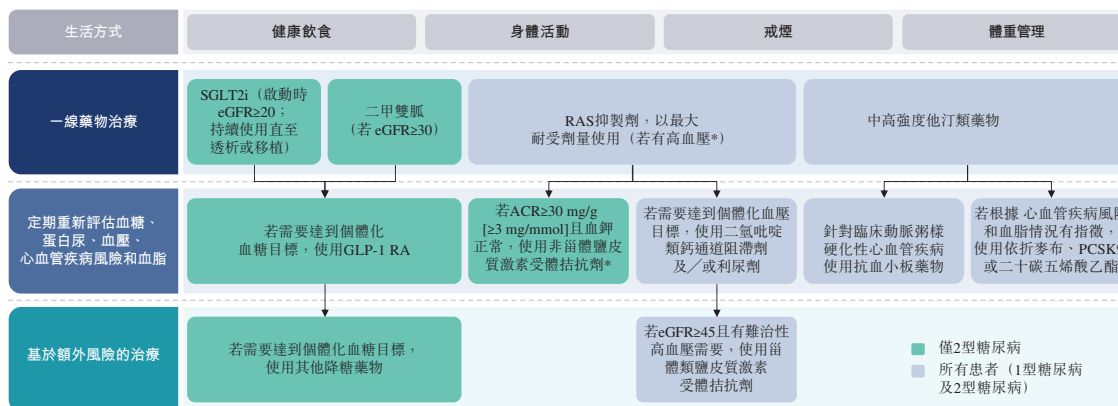 生活方式
健康飲食
身體活動
戒煙
體重管理
一線藥物治療
SGLT2i（啟動時
eGFR≥20；
持續使用直至
透析或移植）
二甲雙胍
（若 eGFR≥30）
RAS抑製劑，以最大
耐受劑量使用（若有高血壓*）
中高強度他汀類藥物
定期重新評估血糖、
蛋白尿、血壓、
心血管疾病風險和血脂
若需要達到個體化
血糖目標，使用GLP-1 RA
若ACR≥30 mg/g
[≥3 mg/mmol]且血鉀
正常，使用非甾體鹽皮
質激素受體拮抗劑*
若需要達到個體化血壓
目標，使用二氫吡啶
類鈣通道阻滯劑
及╱或利尿劑
針對臨床動脈粥樣
硬化性心血管疾病
使用抗血小板藥物
若根據 心血管疾病風險
和血脂情況有指徵，
使用依折麥布、PCSK9
或二十碳五烯酸乙酯
基於額外風險的治療
若需要達到個體化血糖目標，
使用其他降糖藥物
若eGFR≥45且有難治性
高血壓需要，使用甾
體類鹽皮質激素
受體拮抗劑
僅2型糖尿病
所有患者（1型糖尿病
及2型糖尿病）